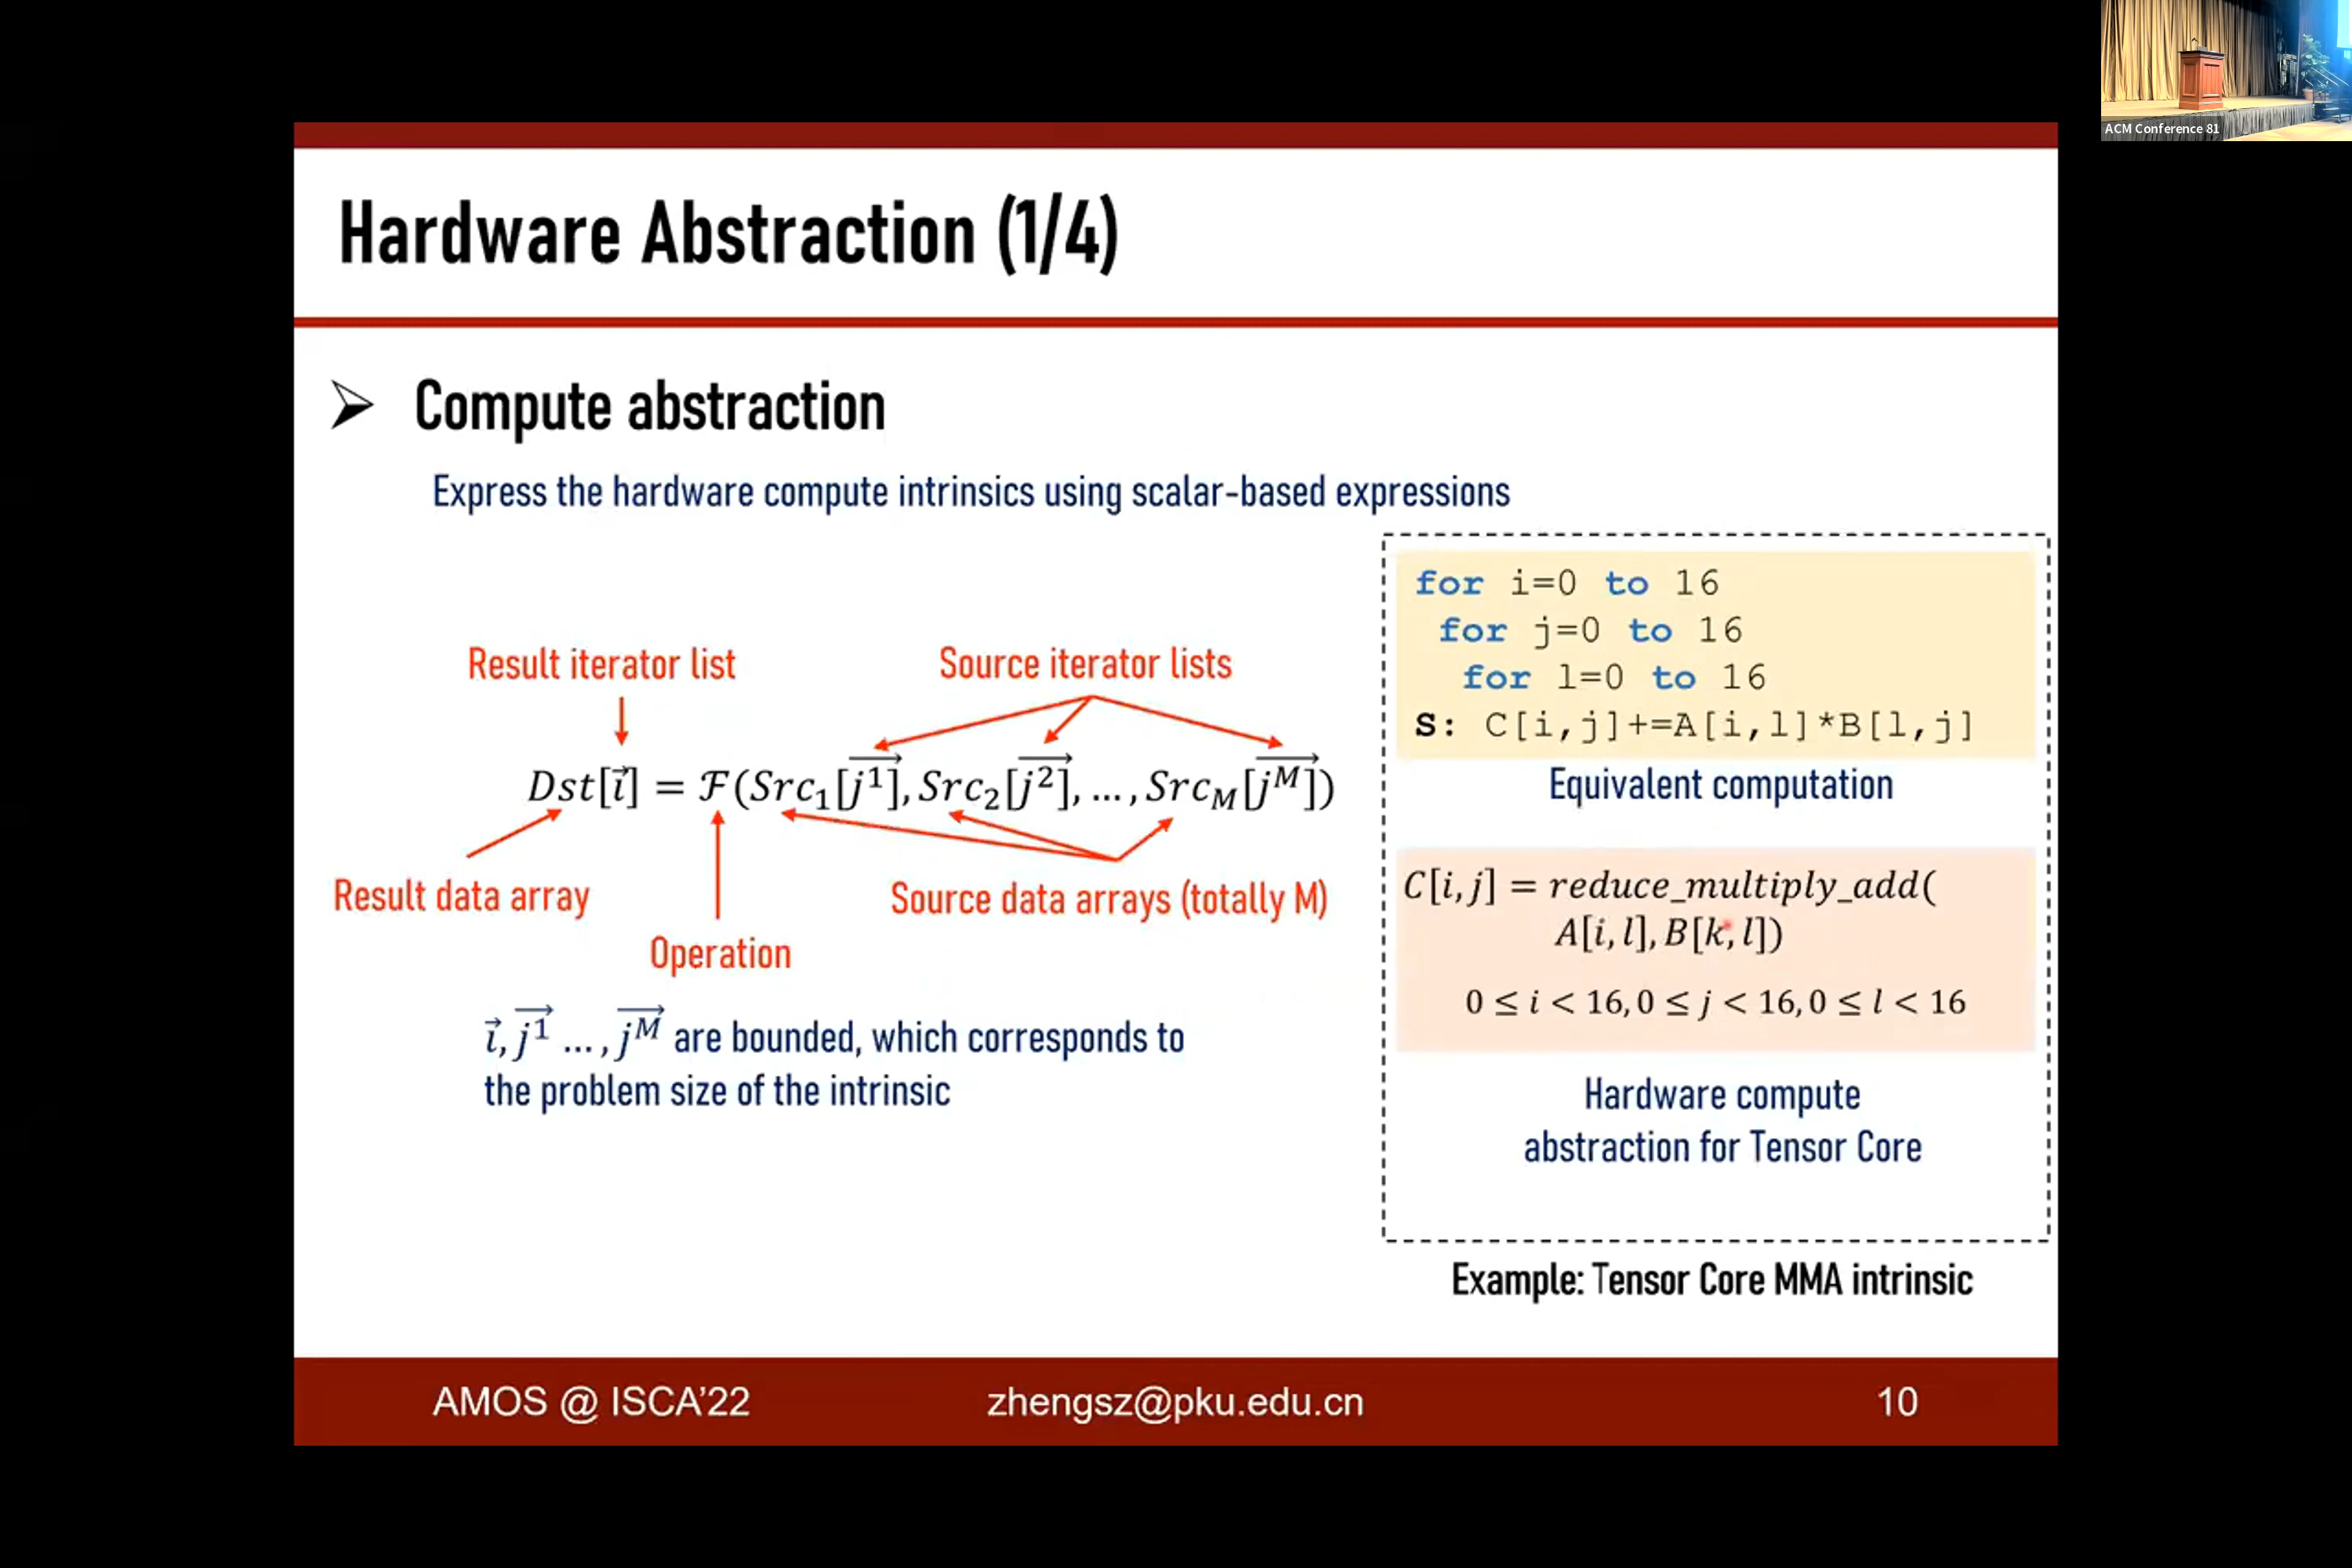 ACM Conference 81
Hardware Abstraction (1/4)
➢ Compute abstraction
Express the hardware compute intrinsics using scalar-based expressions
Result iterator list
Source iterator lists
Dst[i⃗] = ℱ(Src₁[j¹⃗], Src₂[j²⃗], …, Src_M[j^M⃗])
Result data array
Source data arrays (totally M)
Operation
i⃗, j¹⃗ …, j^M⃗ are bounded, which corresponds to
the problem size of the intrinsic
for i=0 to 16
for j=0 to 16
for l=0 to 16
S: C[i,j]+=A[i,l]*B[l,j]
Equivalent computation
C[i,j] = reduce_multiply_add(
A[i,l], B[k,l])
0 ≤ i < 16, 0 ≤ j < 16, 0 ≤ l < 16
Hardware compute
abstraction for Tensor Core
Example: Tensor Core MMA intrinsic
AMOS @ ISCA’22
zhengsz@pku.edu.cn
10